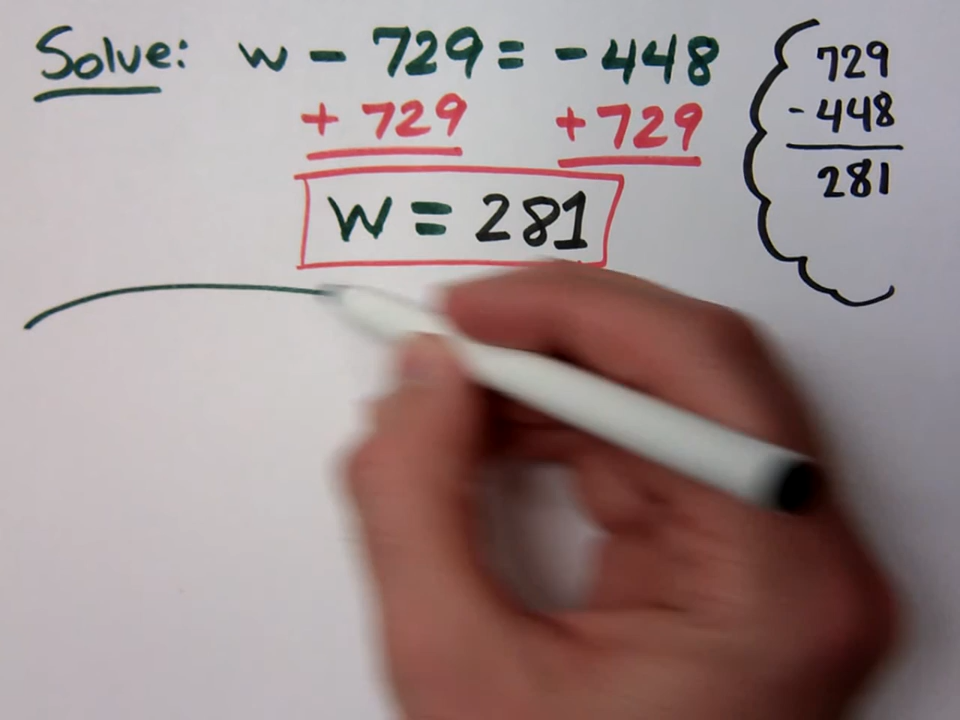 Solve: w - 729 = -448
+ 729 +729
w = 281
729
- 448
281